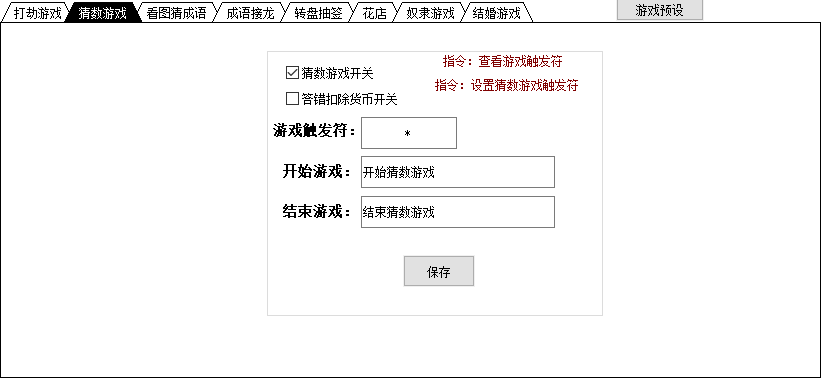 打劫游戏 猜数游戏 看图猜成语 成语接龙 转盘抽签 花店 奴隶游戏 结婚游戏 游戏预设
猜数游戏开关 指令：查看游戏触发符
指令：设置猜数游戏触发符
答错扣除货币开关
游戏触发符： *
开始游戏： 开始猜数游戏
结束游戏： 结束猜数游戏
保存